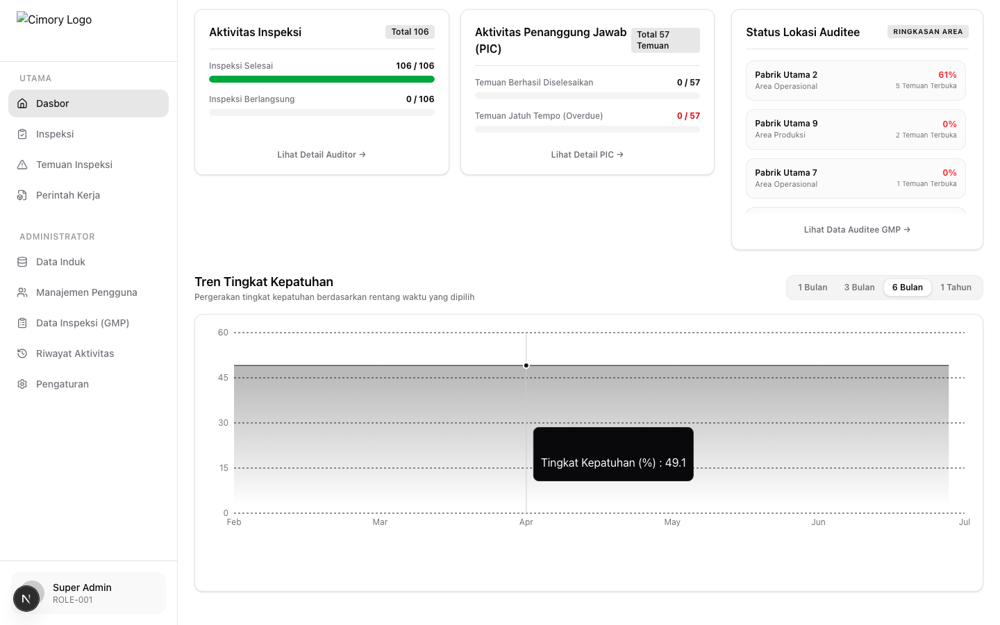 Cimory Logo
UTAMA
Dasbor
Inspeksi
Temuan Inspeksi
Perintah Kerja
ADMINISTRATOR
Data Induk
Manajemen Pengguna
Data Inspeksi (GMP)
Riwayat Aktivitas
Pengaturan
N
Super Admin
ROLE-001
Aktivitas Inspeksi
Total 106
Inspeksi Selesai
106 / 106
Inspeksi Berlangsung
0 / 106
Lihat Detail Auditor →
Aktivitas Penanggung Jawab
(PIC)
Total 57
Temuan
Temuan Berhasil Diselesaikan
0 / 57
Temuan Jatuh Tempo (Overdue)
0 / 57
Lihat Detail PIC →
Status Lokasi Auditee
RINGKASAN AREA
Pabrik Utama 2
61%
Area Operasional
5 Temuan Terbuka
Pabrik Utama 9
0%
Area Produksi
2 Temuan Terbuka
Pabrik Utama 7
0%
Area Operasional
1 Temuan Terbuka
Lihat Data Auditee GMP →
Tren Tingkat Kepatuhan
Pergerakan tingkat kepatuhan berdasarkan rentang waktu yang dipilih
1 Bulan
3 Bulan
6 Bulan
1 Tahun
60
45
30
15
0
Tingkat Kepatuhan (%) : 49.1
Feb
Mar
Apr
May
Jun
Jul